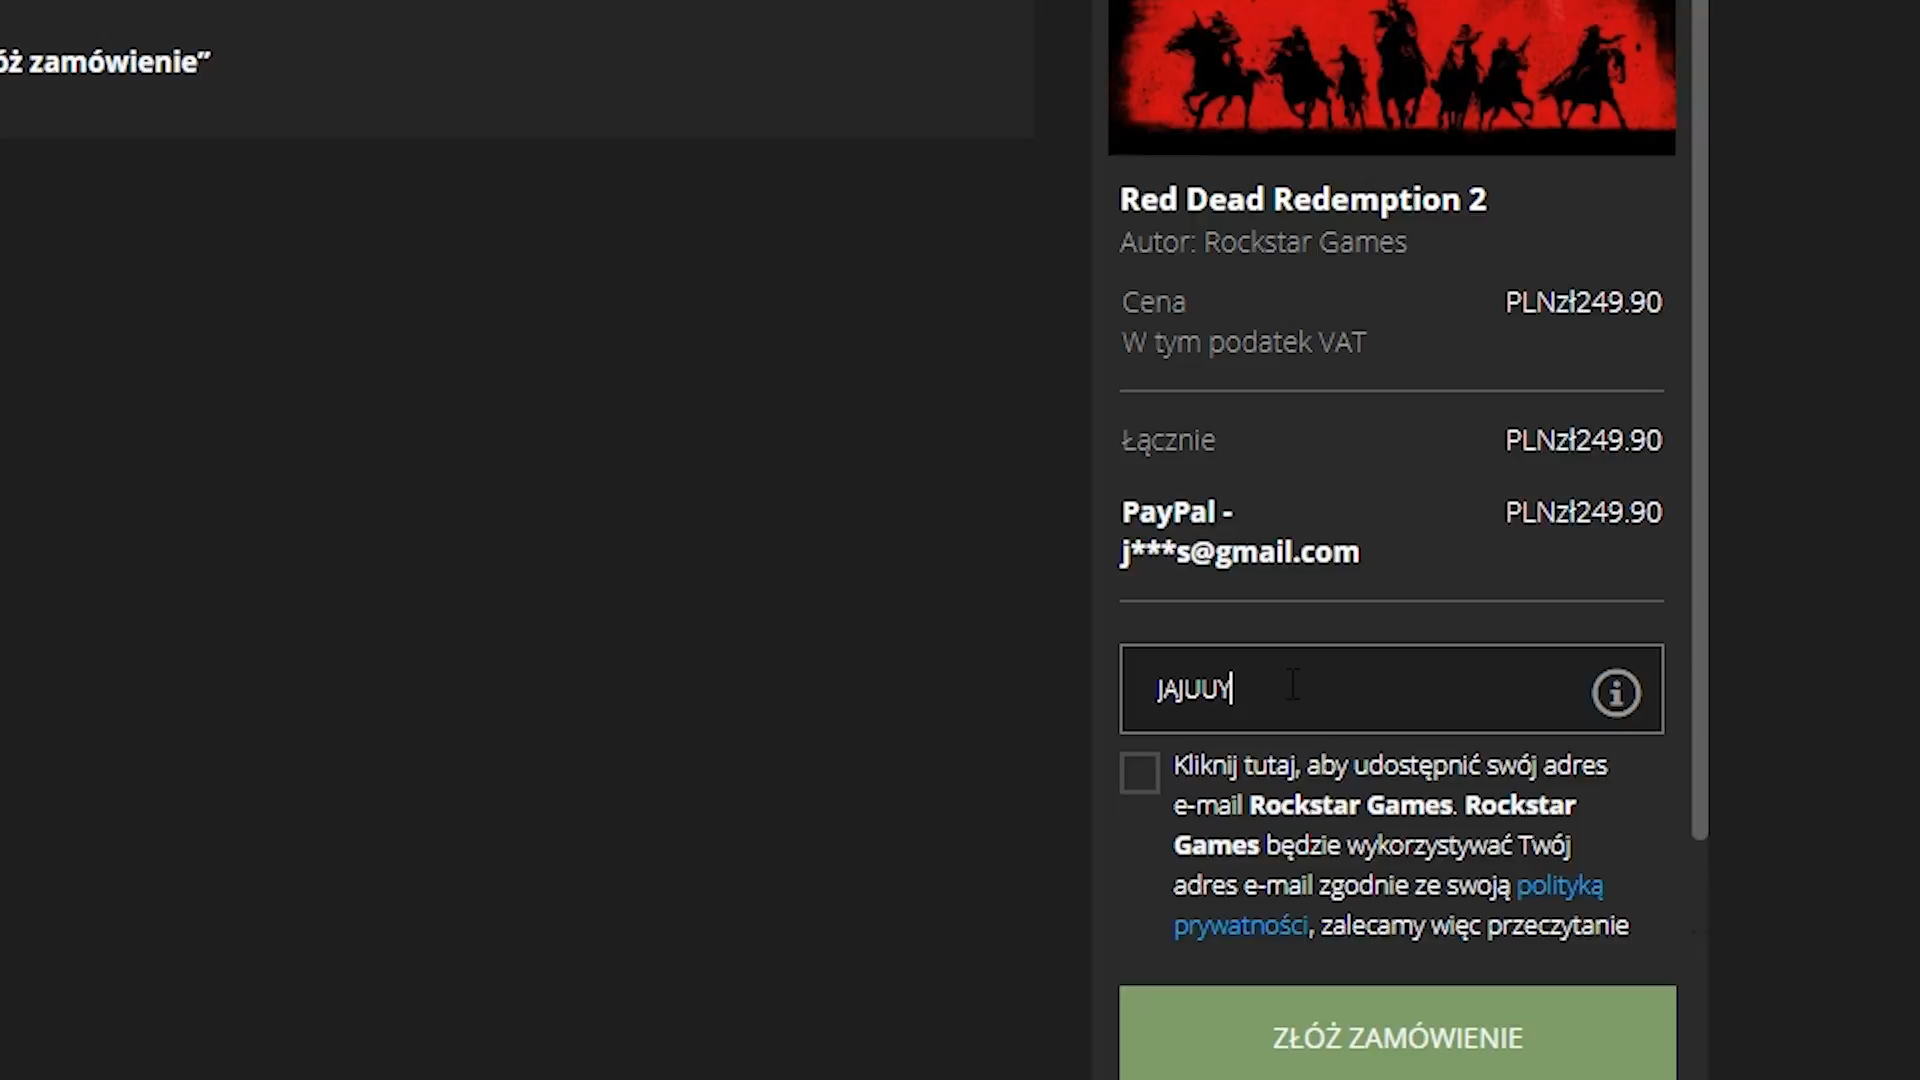 óż zamówienie”
Red Dead Redemption 2
Autor: Rockstar Games
Cena PLNzł249.90
W tym podatek VAT
Łącznie PLNzł249.90
PayPal - PLNzł249.90
j***s@gmail.com
JAJUUY
Kliknij tutaj, aby udostępnić swój adres
e-mail Rockstar Games. Rockstar
Games będzie wykorzystywać Twój
adres e-mail zgodnie ze swoją polityką
prywatności, zalecamy więc przeczytanie
ZŁÓŻ ZAMÓWIENIE